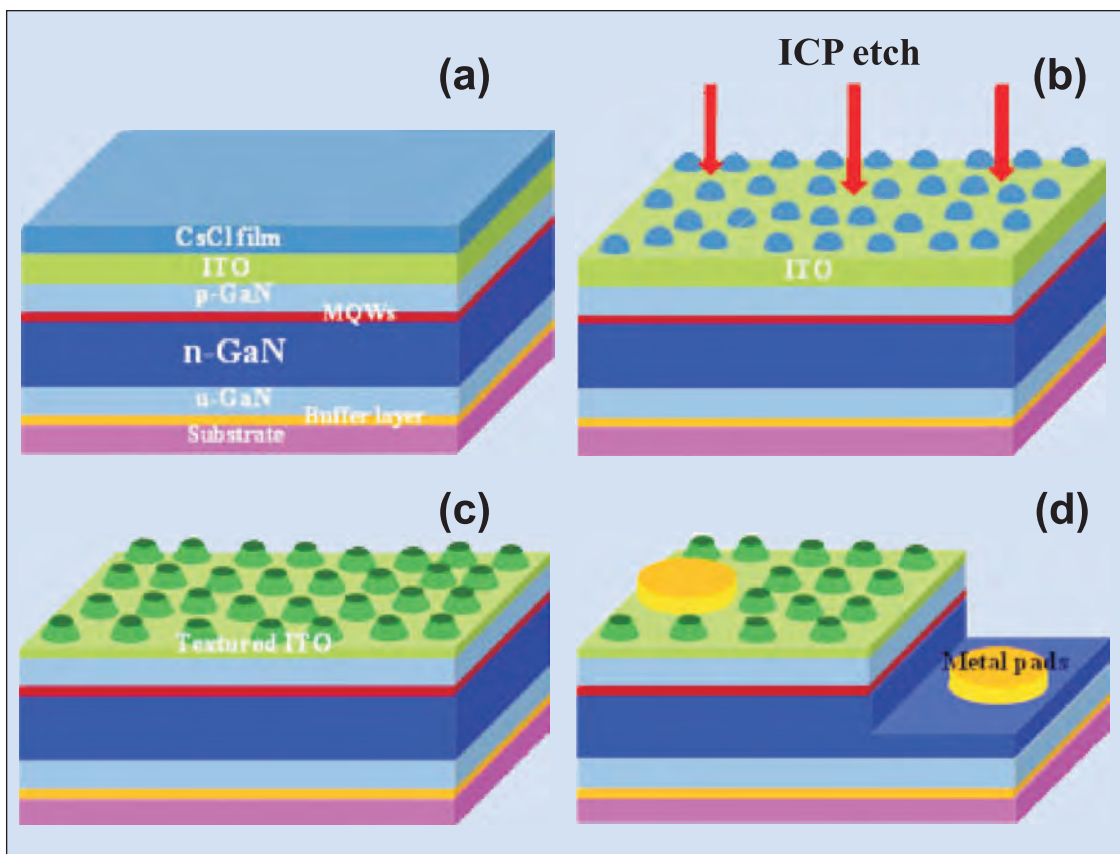 (a)
CsCl film
ITO
p-GaN
MQWs
n-GaN
u-GaN
Buffer layer
Substrate
ICP etch
(b)
ITO
(c)
Textured ITO
(d)
Metal pads